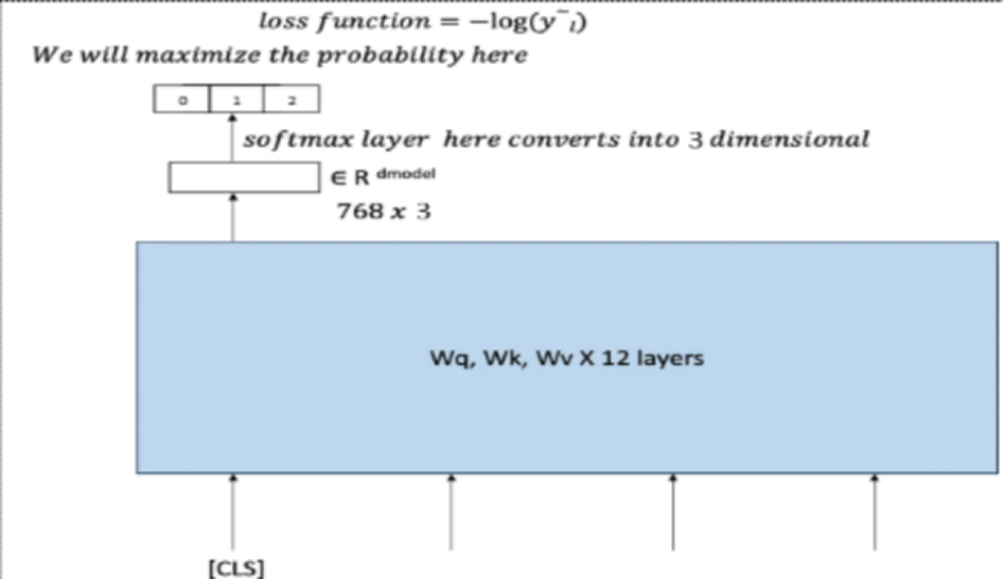 loss function = −log(y˜ᵢ)
We will maximize the probability here
0 1 2
softmax layer here converts into 3 dimensional
∈ R dmodel
768 x 3
Wq, Wk, Wv X 12 layers
[CLS]